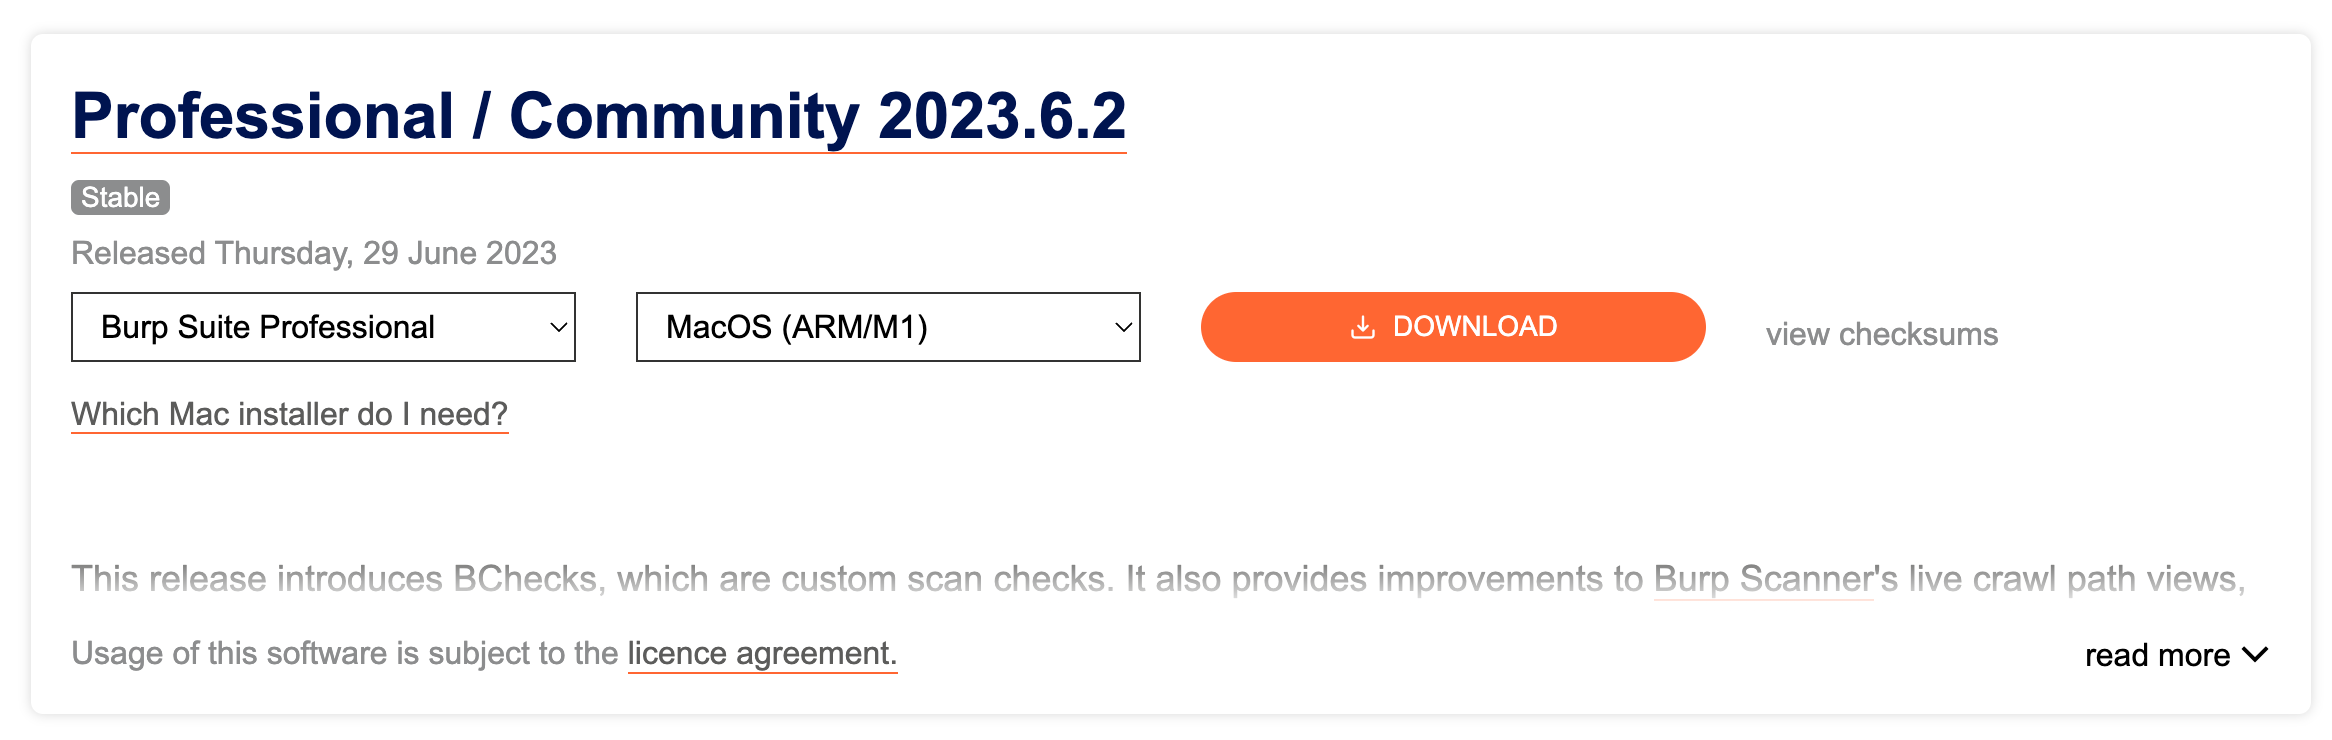 Professional / Community 2023.6.2
Stable
Released Thursday, 29 June 2023
Burp Suite Professional
MacOS (ARM/M1)
DOWNLOAD
view checksums
Which Mac installer do I need?
This release introduces BChecks, which are custom scan checks. It also provides improvements to Burp Scanner's live crawl path views,
Usage of this software is subject to the licence agreement.
read more